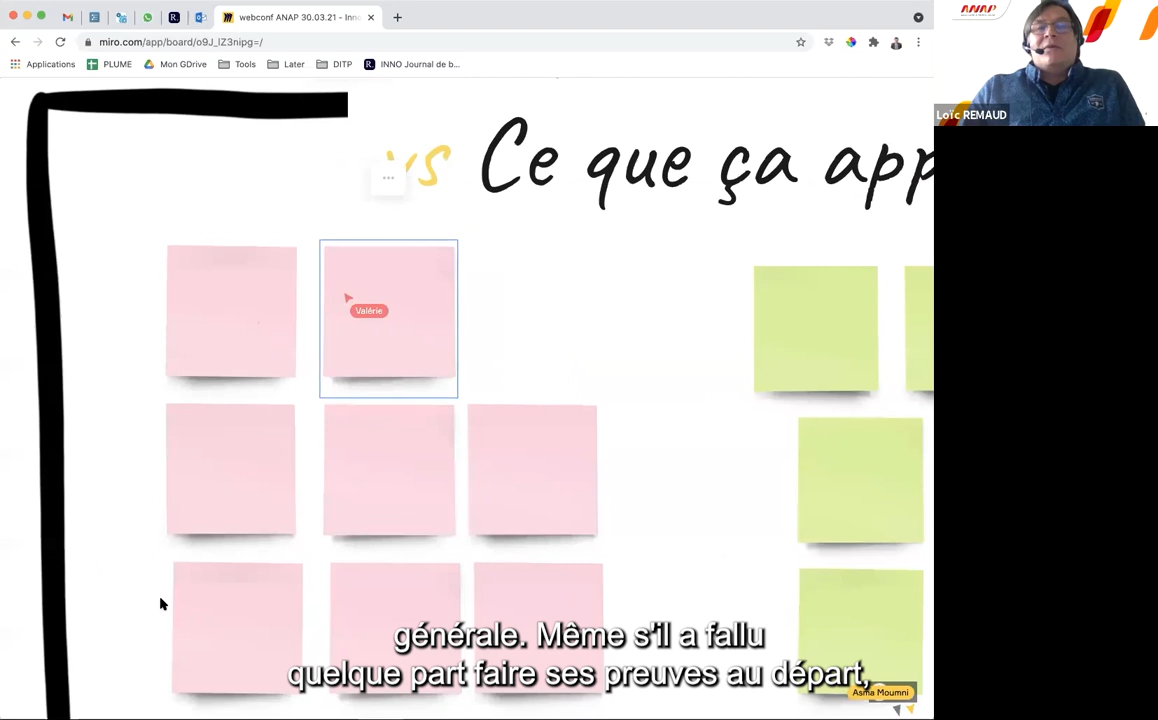 webconf ANAP 30.03.21 - Inno
miro.com/app/board/o9J_lZ3nipg=/
Applications
PLUME
Mon GDrive
Tools
Later
DITP
INNO Journal de b...
ANAP
Loïc REMAUD
vs Ce que ça app
Valérie
générale. Même s'il a fallu
quelque part faire ses preuves au départ,
Asma Moumni